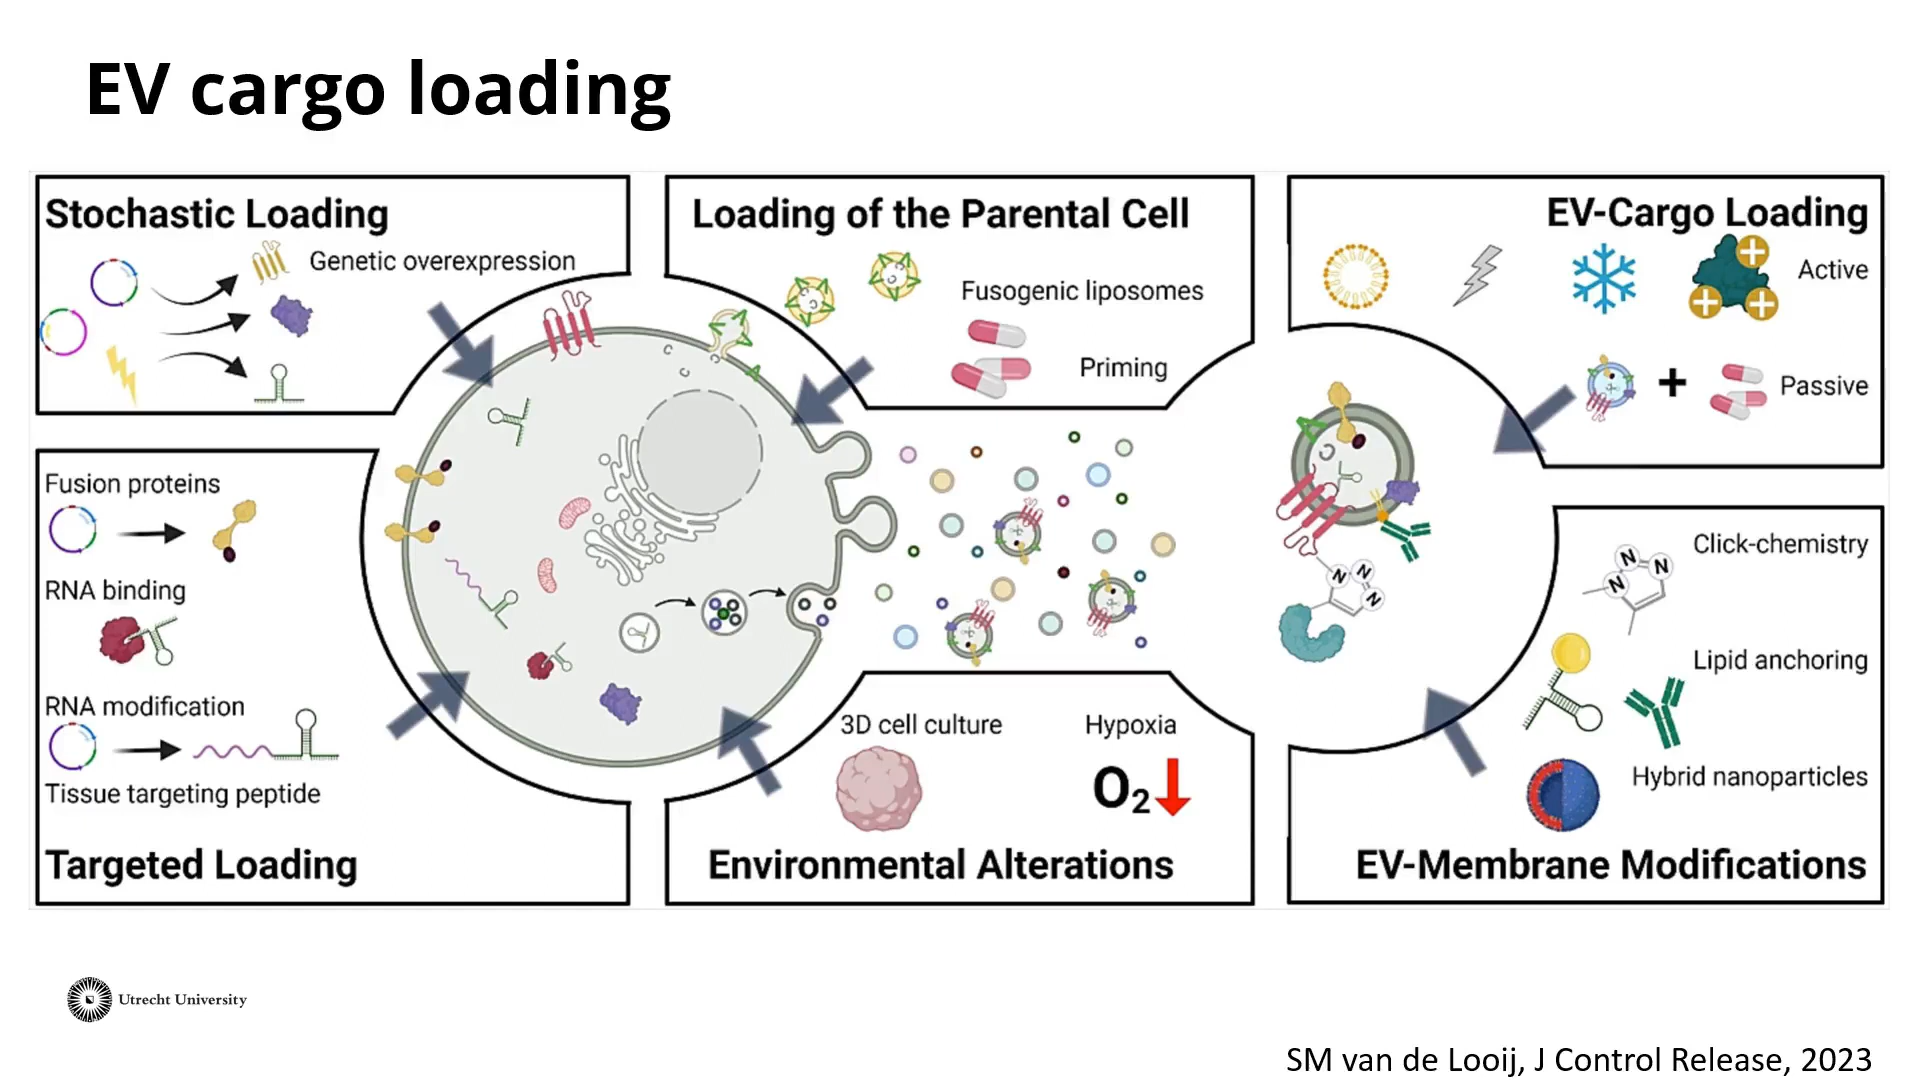 EV cargo loading
Stochastic Loading
Genetic overexpression
Loading of the Parental Cell
Fusogenic liposomes
Priming
EV-Cargo Loading
Active
+
Passive
Fusion proteins
RNA binding
RNA modification
Tissue targeting peptide
Targeted Loading
3D cell culture
Hypoxia
O₂
Environmental Alterations
N
N
N
Click-chemistry
N
N
N
Lipid anchoring
Hybrid nanoparticles
EV-Membrane Modifications
Utrecht University
SM van de Looij, J Control Release, 2023